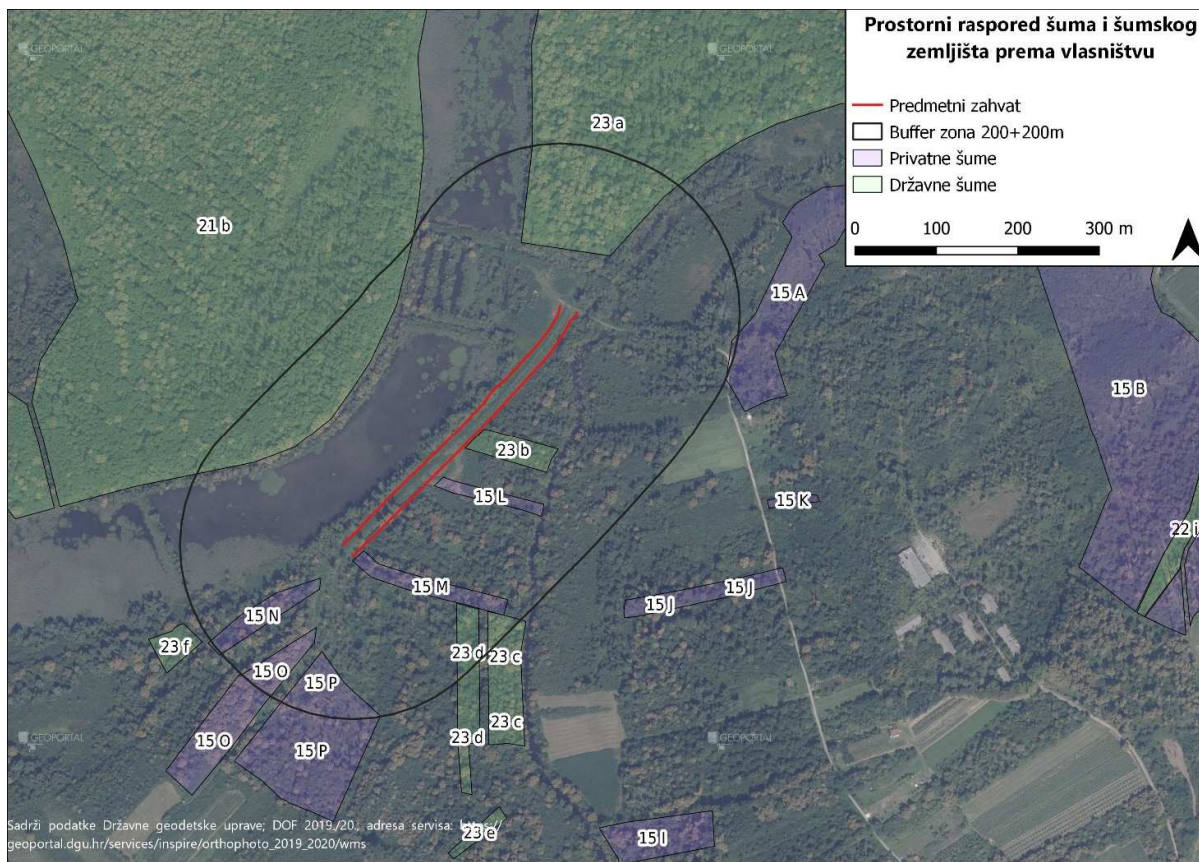 Prostorni raspored šuma i šumskog
zemljišta prema vlasništvu
Predmetni zahvat
Buffer zona 200+200m
Privatne šume
Državne šume
0 100 200 300 m
GEOPORTAL
GEOPORTAL
23 a
21 b
15 A
15 B
23 b
15 L
15 K
22 i
15 M
15 J
15 J
15 N
23 f
23 d
23 c
15 O
15 P
23 c
23 d
15 O
15 P
GEOPORTAL
GEOPORTAL
23 e
15 I
Sadrži podatke Državne geodetske uprave; DOF 2019./20.; adresa servisa: https://
geoportal.dgu.hr/services/inspire/orthophoto_2019_2020/wms